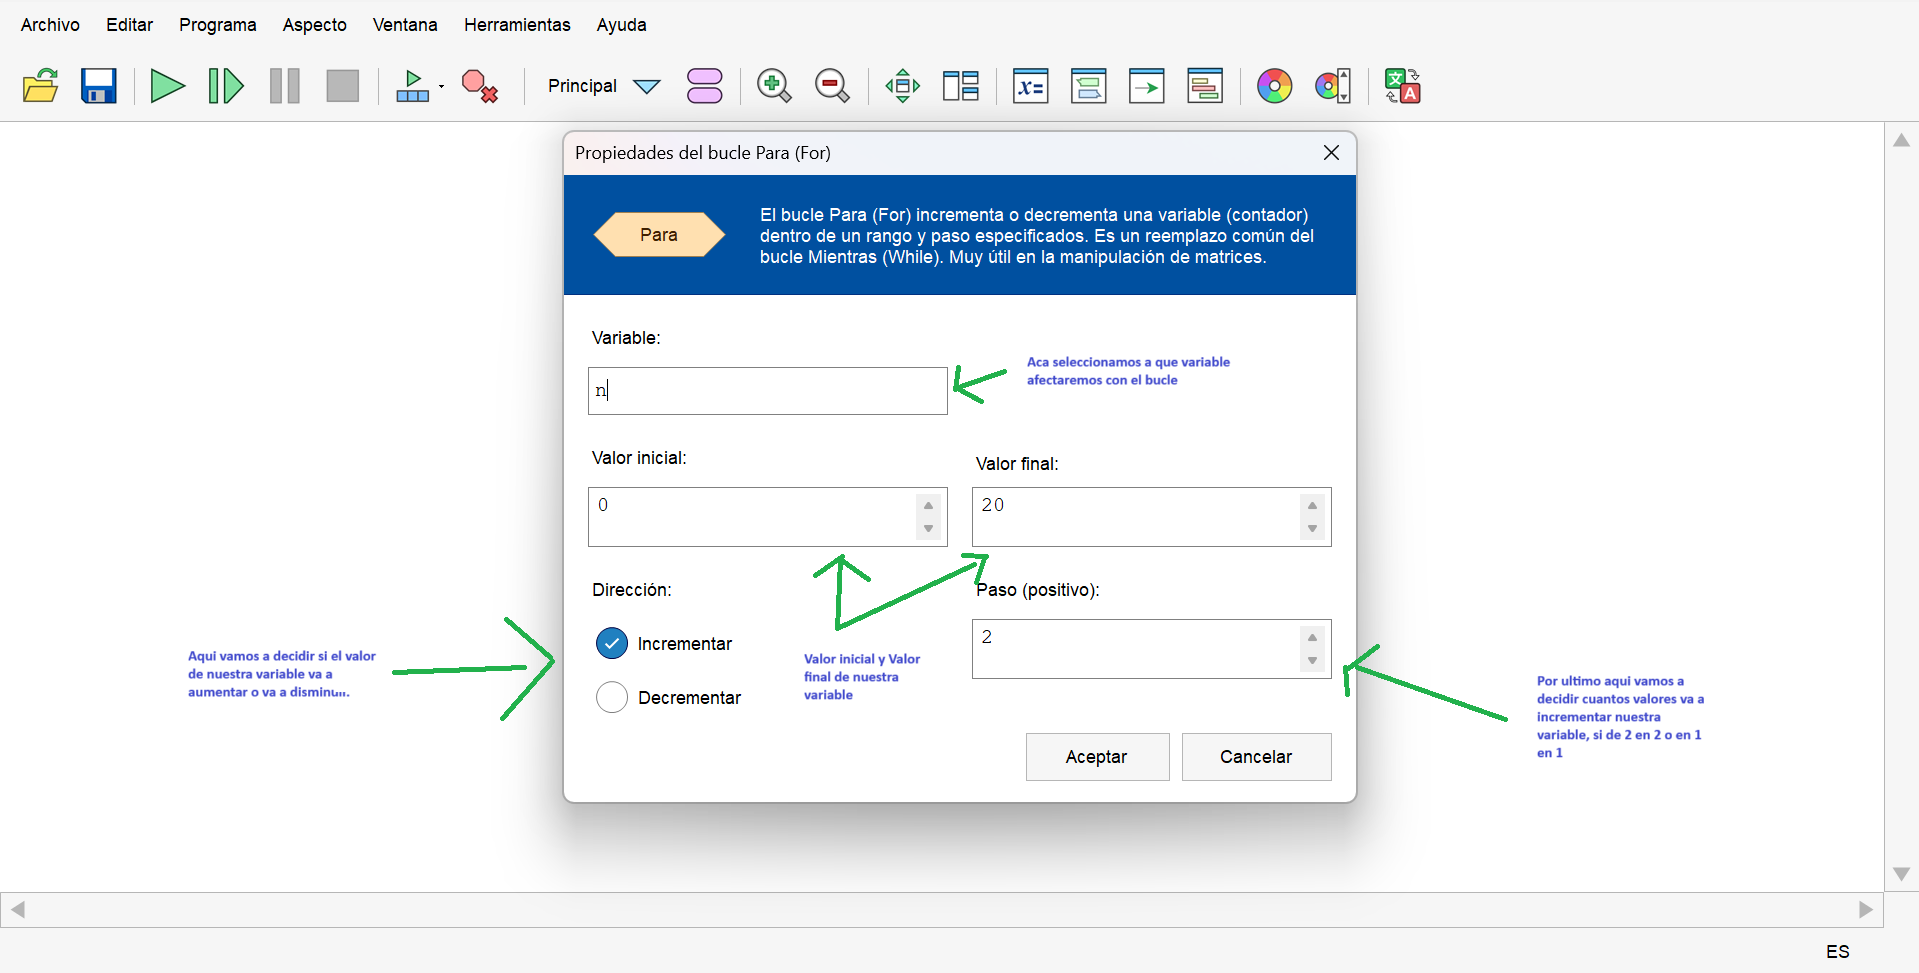 Archivo Editar Programa Aspecto Ventana Herramientas Ayuda
Principal
x=
文
A
Propiedades del bucle Para (For)
Para
El bucle Para (For) incrementa o decrementa una variable (contador)
dentro de un rango y paso especificados. Es un reemplazo común del
bucle Mientras (While). Muy útil en la manipulación de matrices.
Variable:
n
Aca seleccionamos a que variable
afectaremos con el bucle
Valor inicial:
Valor final:
0
20
Dirección:
Paso (positivo):
Incrementar
2
Decrementar
Aqui vamos a decidir si el valor
de nuestra variable va a
aumentar o va a
Valor inicial y Valor
final de nuestra
variable
Por ultimo aqui vamos a
decidir cuantos valores va a
incrementar nuestra
variable, si de 2 en 2 o en 1
en 1
Aceptar
Cancelar
ES